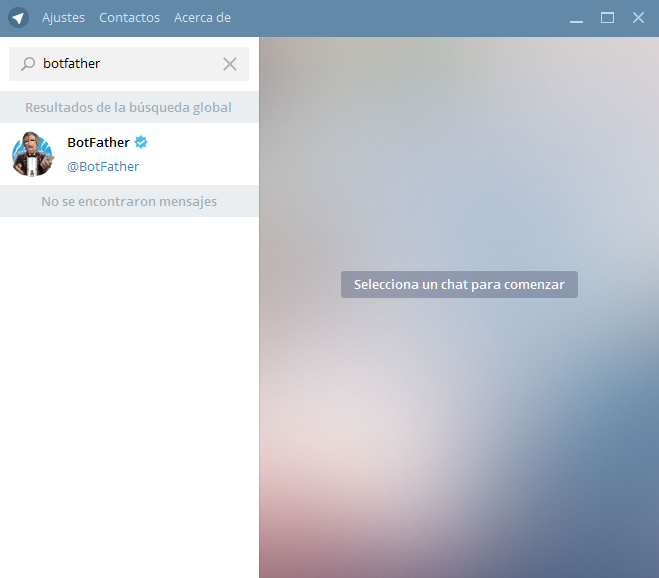 Ajustes Contactos Acerca de
botfather
Resultados de la búsqueda global
BotFather
@BotFather
No se encontraron mensajes
Selecciona un chat para comenzar